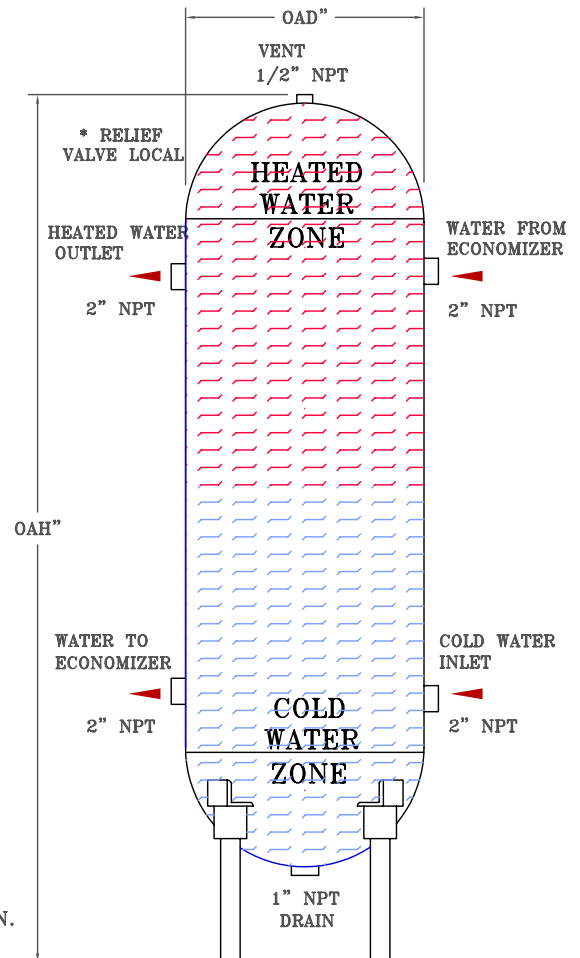 OAD”
VENT
1/2” NPT
* RELIEF
VALVE LOCAL
HEATED
WATER
ZONE
HEATED WATER
OUTLET
WATER FROM
ECONOMIZER
2” NPT
2” NPT
OAH”
WATER TO
ECONOMIZER
COLD WATER
INLET
2” NPT
2” NPT
COLD
WATER
ZONE
1” NPT
DRAIN
N.